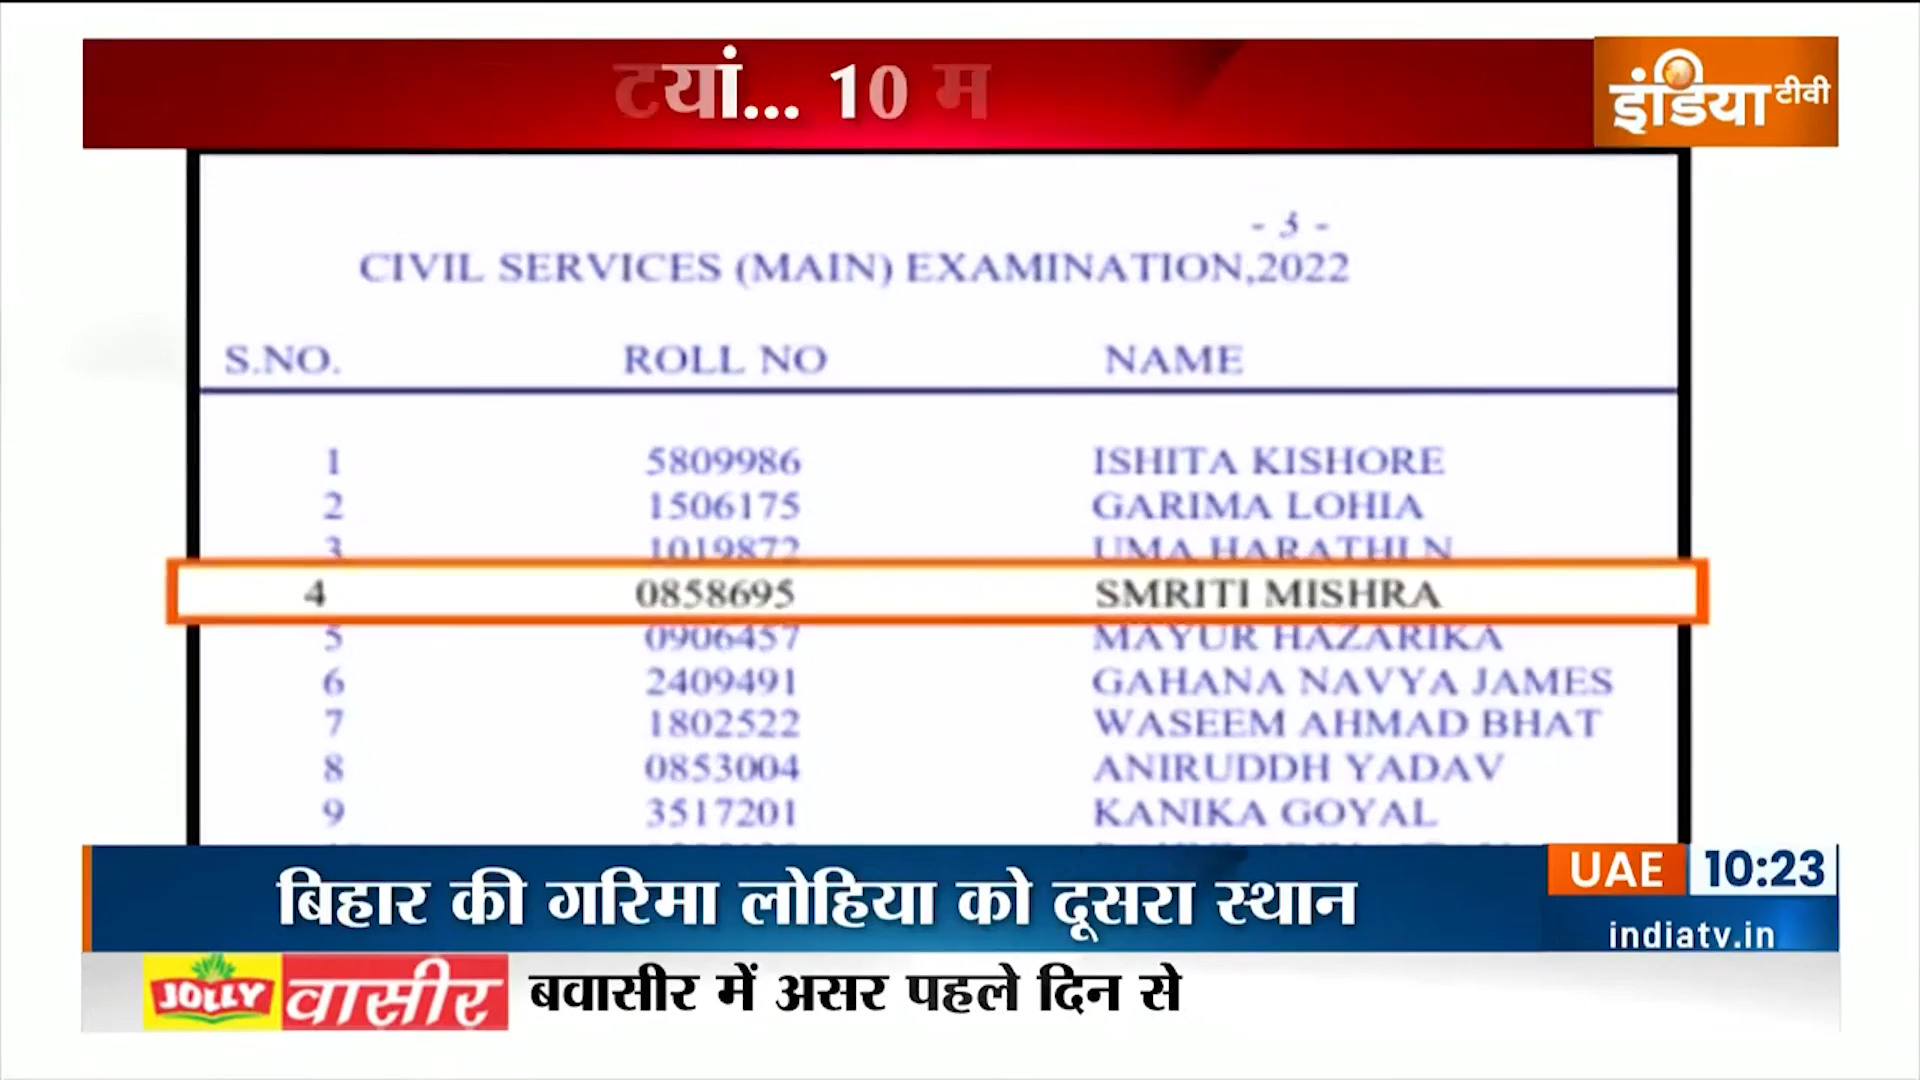 टयां... 10 म
इंडिया टीवी
- 3 -
CIVIL SERVICES (MAIN) EXAMINATION,2022
S.NO. ROLL NO NAME
1 5809986 ISHITA KISHORE
2 1506175 GARIMA LOHIA
3 1019872 UMA HARATHI N
4 0858695 SMRITI MISHRA
5 0906457 MAYUR HAZARIKA
6 2409491 GAHANA NAVYA JAMES
7 1802522 WASEEM AHMAD BHAT
8 0853004 ANIRUDDH YADAV
9 3517201 KANIKA GOYAL
बिहार की गरिमा लोहिया को दूसरा स्थान
UAE 10:23
indiatv.in
JOLLY वासीर बवासीर में असर पहले दिन से